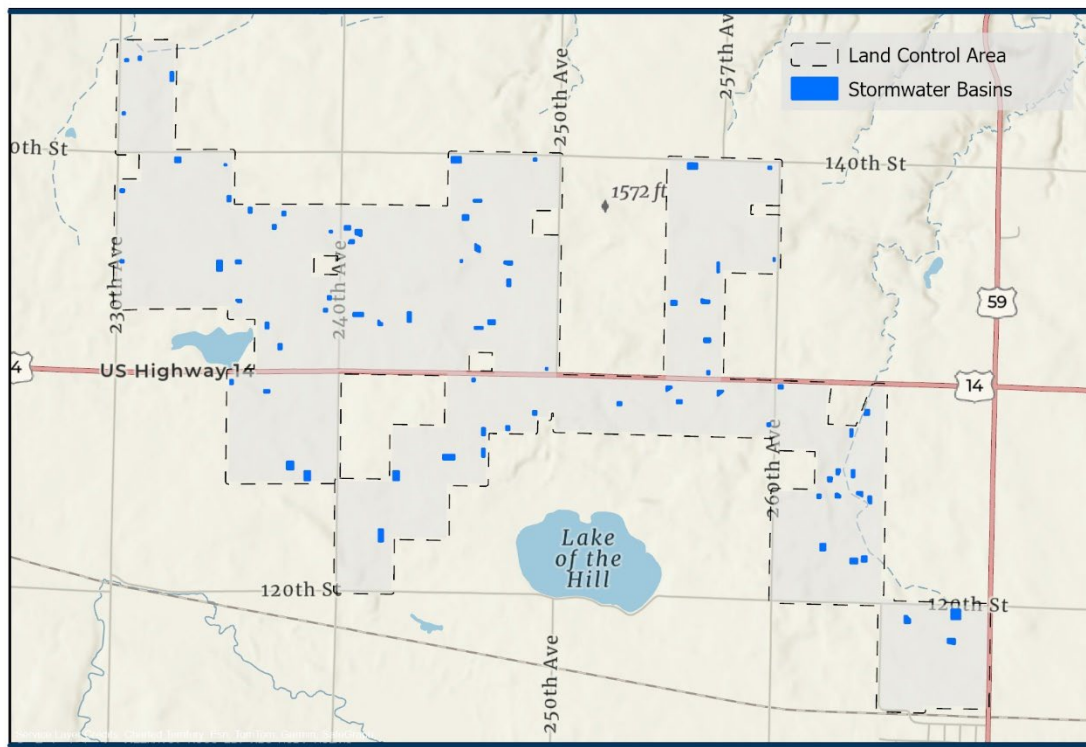 Land Control Area
Stormwater Basins
250th Ave
257th Av
0th St
140th St
1572 ft
230th Ave
240th Ave
59
4
US Highway 14
14
260th Ave
Lake
of the
Hill
120th St
120th St
250th Ave